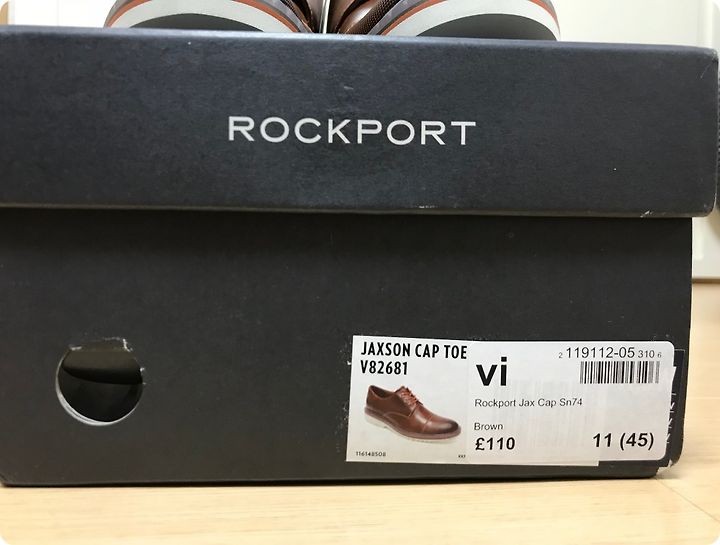 ROCKPORT
JAXSON CAP TOE
V82681
116148508
vi
2 119112-05 310 6
Rockport Jax Cap Sn74
Brown
£110
11 (45)